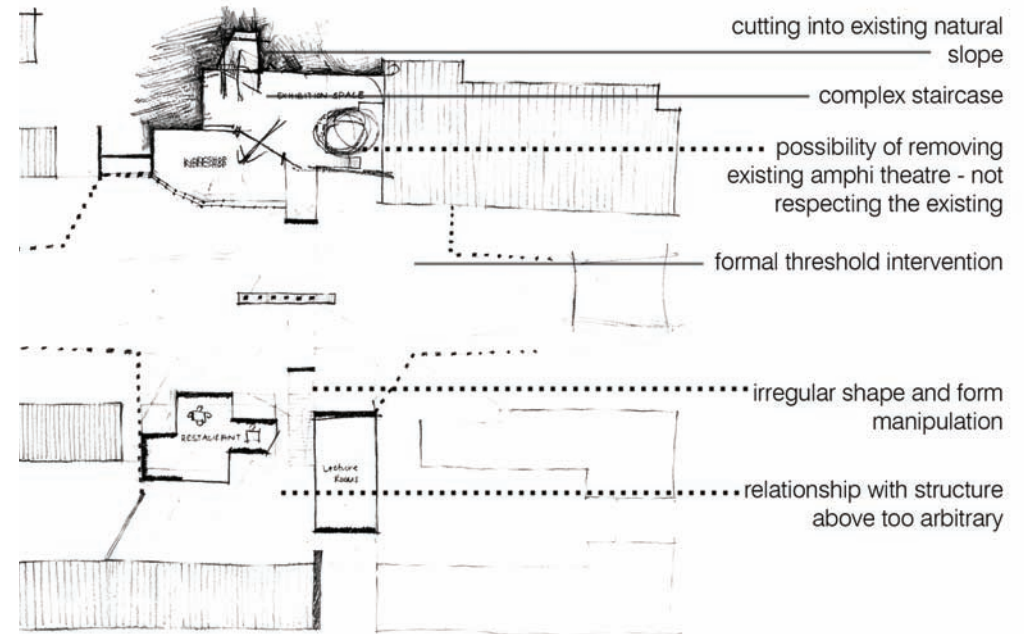 cutting into existing natural
slope
EXHIBITION SPACE
complex staircase
possibility of removing
existing amphi theatre - not
respecting the existing
formal threshold intervention
irregular shape and form
manipulation
RESTAURANT
Lecture
Room
relationship with structure
above too arbitrary